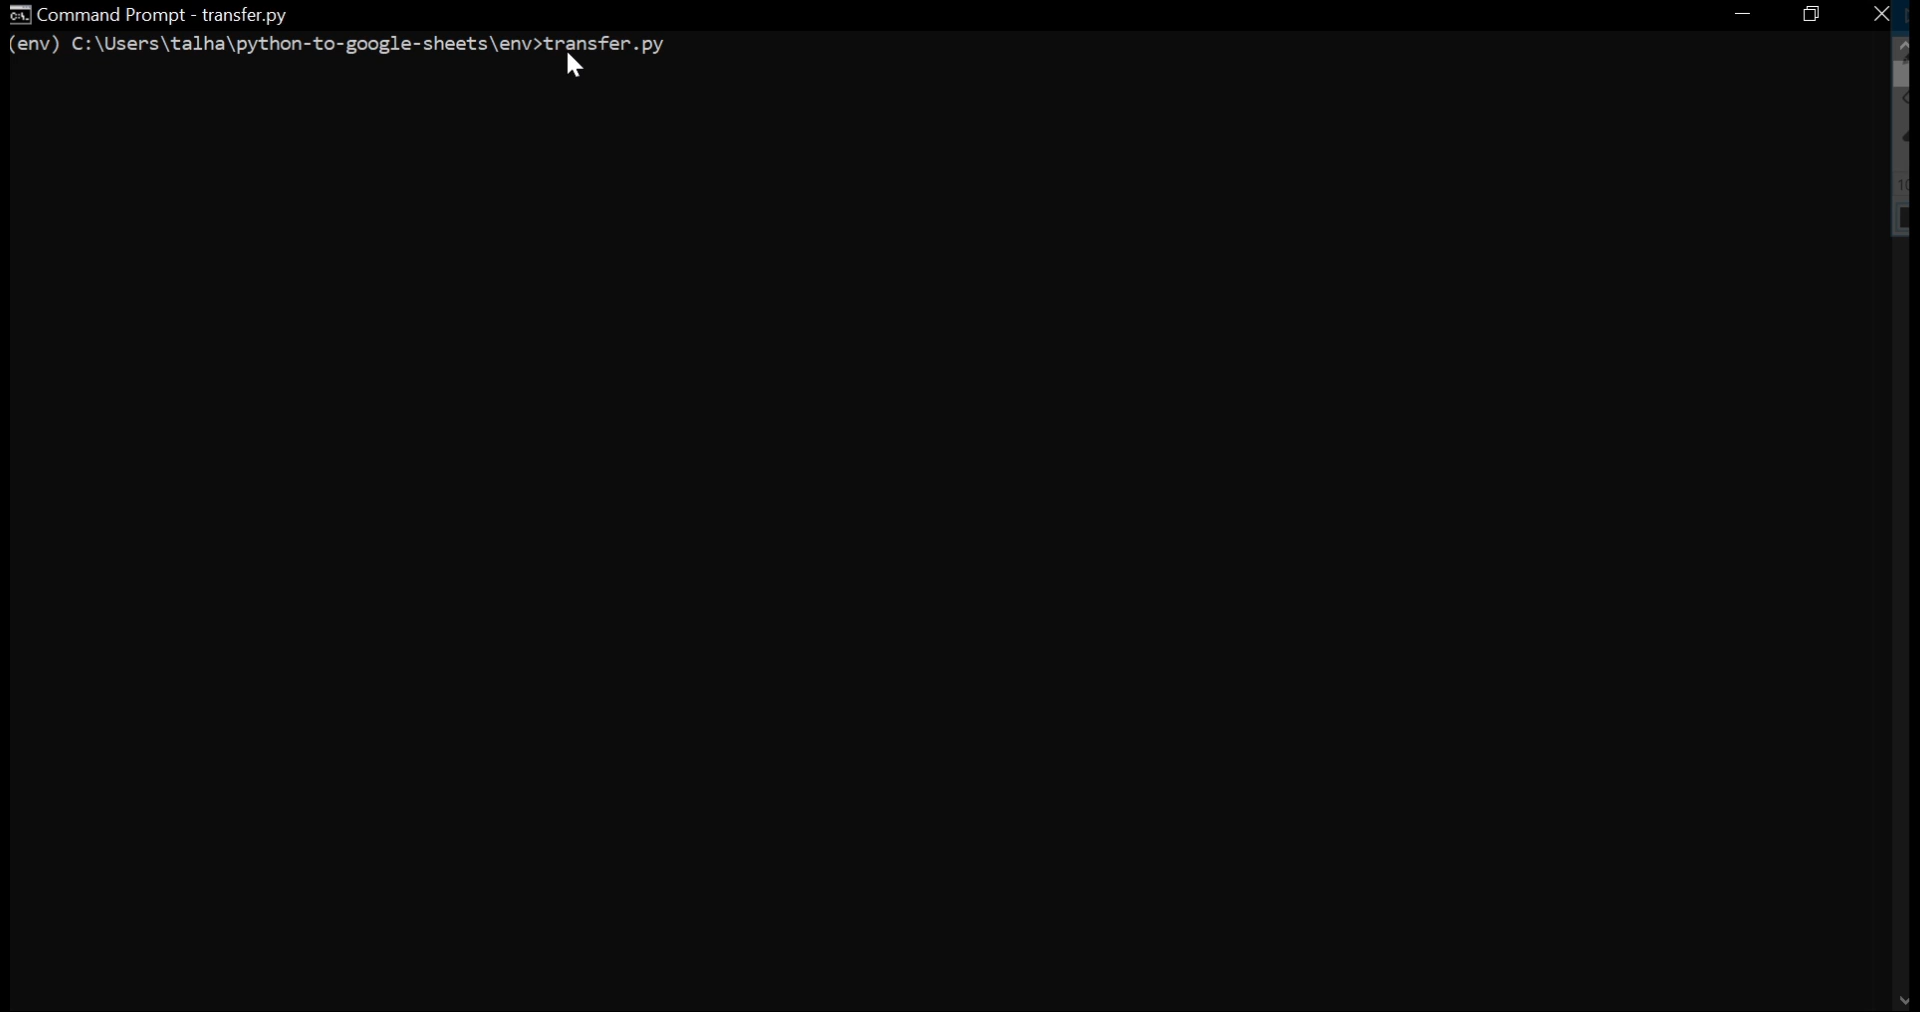 Command Prompt - transfer.py
(env) C:\Users\talha\python-to-google-sheets\env>transfer.py